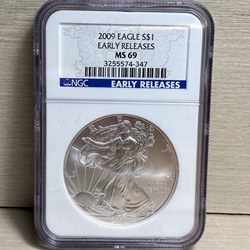 2009 EAGLE S$1
EARLY RELEASES
MS 69
3255574-347
NGC EARLY RELEASES